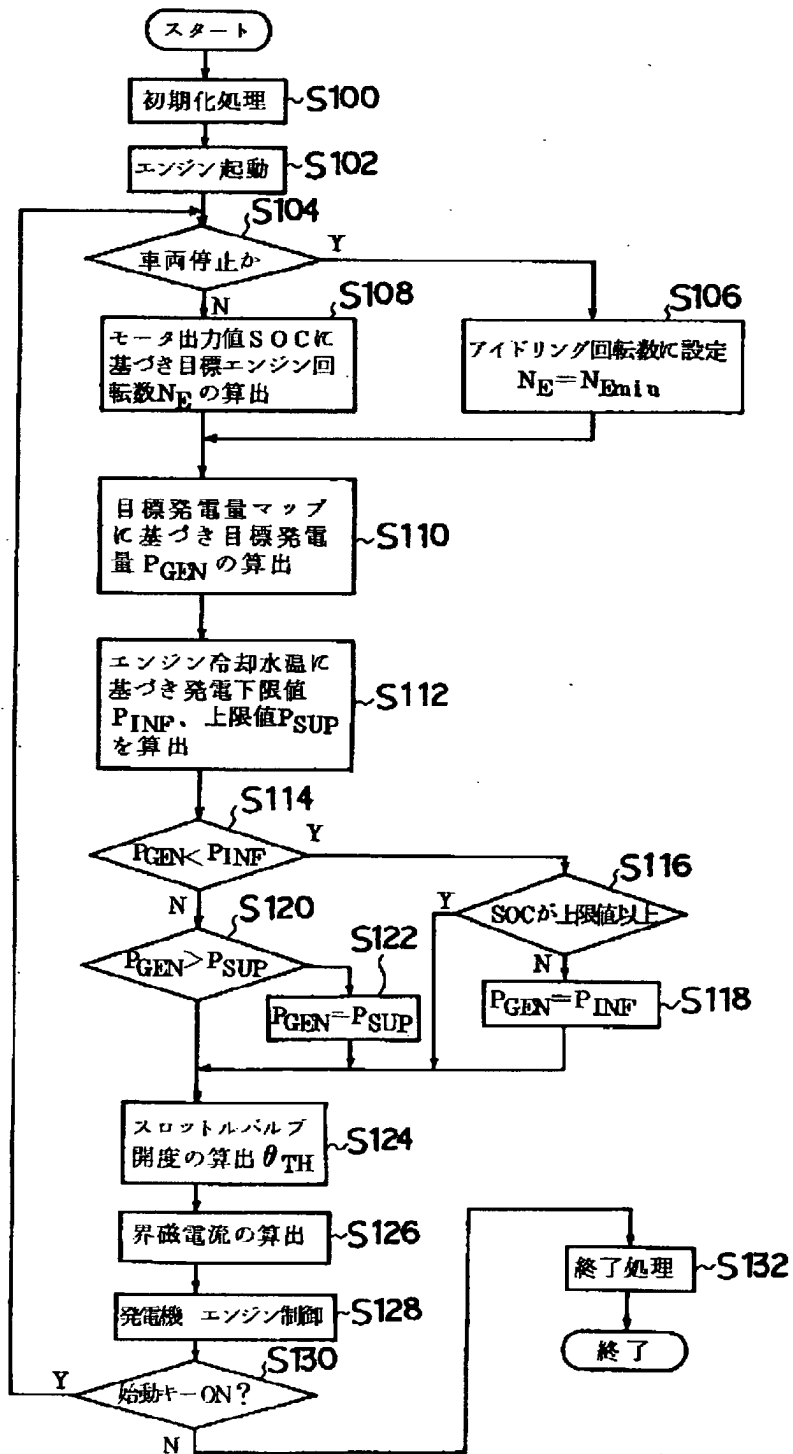 スタート
初期化処理
S100
エンジン起動
S102
S104
車両停止か
Y
N
S108
モータ出力値SOCに
基づき目標エンジン回
転数NEの算出
S106
アイドリング回転数に設定
NE=NEmin
目標発電量マップ
に基づき目標発電
量PGENの算出
S110
エンジン冷却水温に
基づき発電下限値
PINF、上限値PSUP
を算出
S112
S114
PGEN<PINF
Y
N
S116
SOCが上限値以上
Y
N
S120
PGEN>PSUP
S122
PGEN=PSUP
PGEN=PINF
S118
スロットルバルブ
開度の算出θTH
S124
界磁電流の算出
S126
発電機 エンジン制御
S128
S130
始動キーON?
Y
N
終了処理
S132
終了